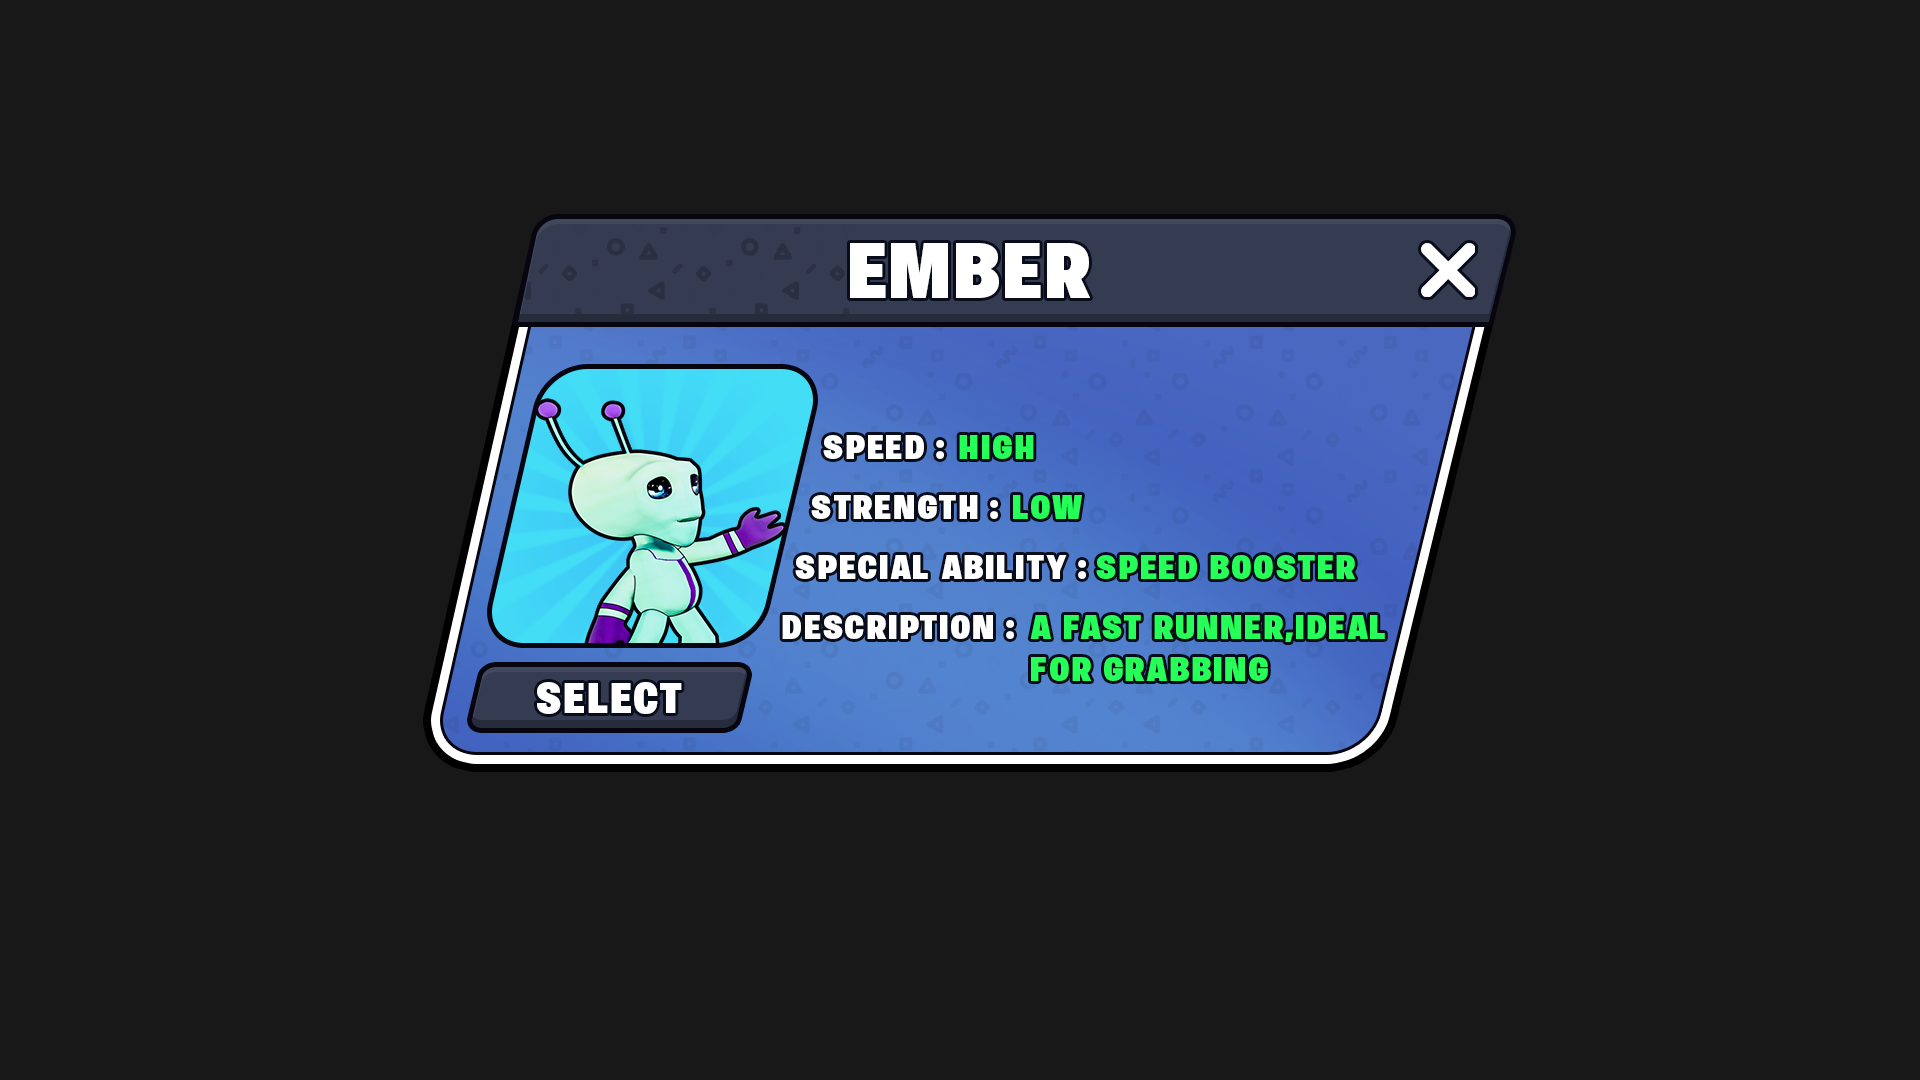 EMBER
SPEED : HIGH
STRENGTH : LOW
SPECIAL ABILITY : SPEED BOOSTER
DESCRIPTION : A FAST RUNNER,IDEAL
FOR GRABBING
SELECT